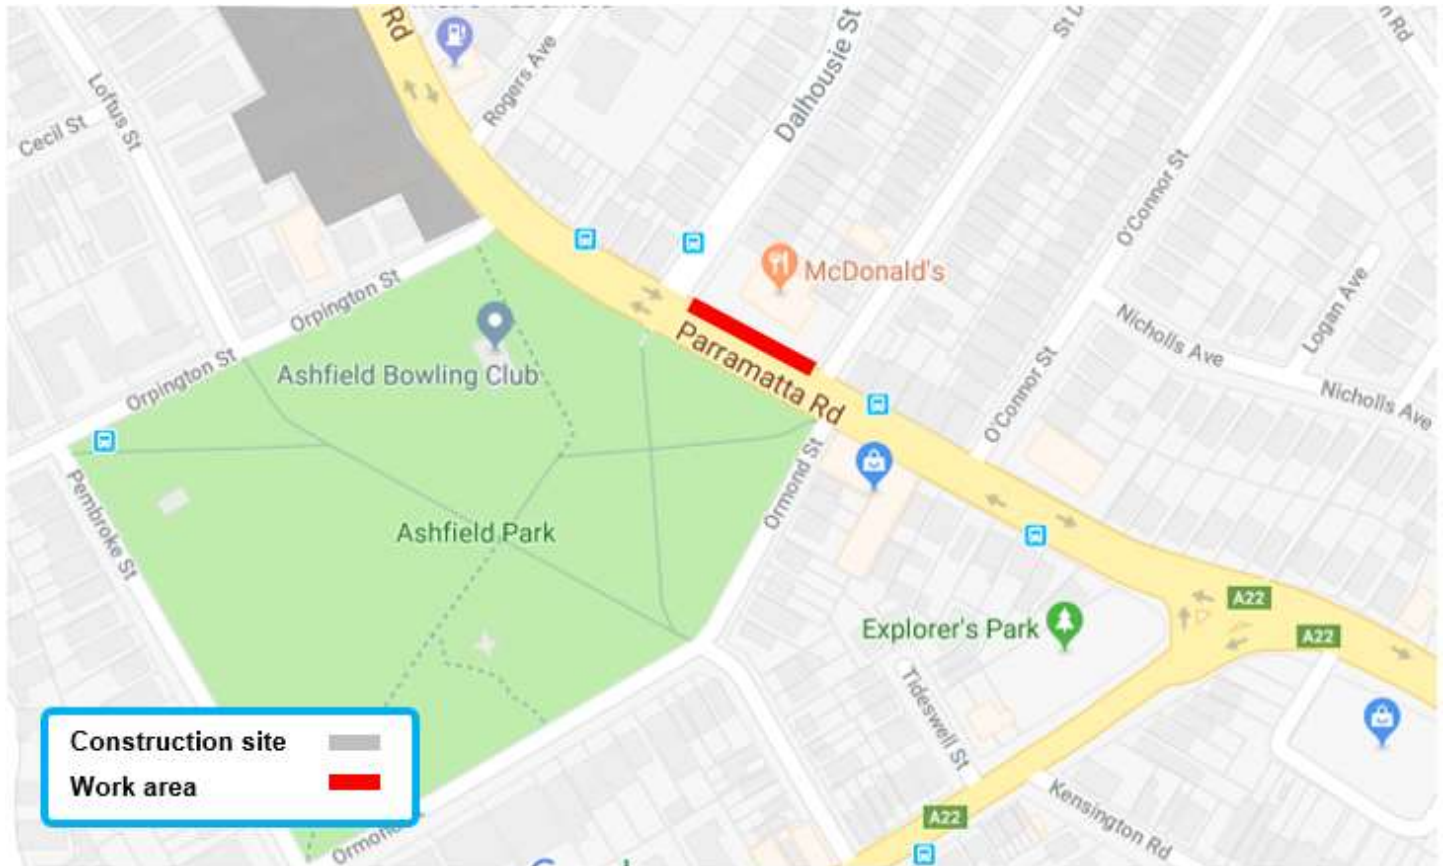 Rd
Rogers Ave
Dalhousie St
n Rd
Loftus St
Cecil St
O'Connor St
McDonald's
Orpington St
Logan Ave
Nicholls Ave
Parramatta Rd
Ashfield Bowling Club
Orpington St
O'Connor St
Nicholls Ave
Ormond St
Pembroke St
Ashfield Park
A22
Explorer's Park
A22
Tideswell St
Construction site
Work area
Kensington Rd
A22